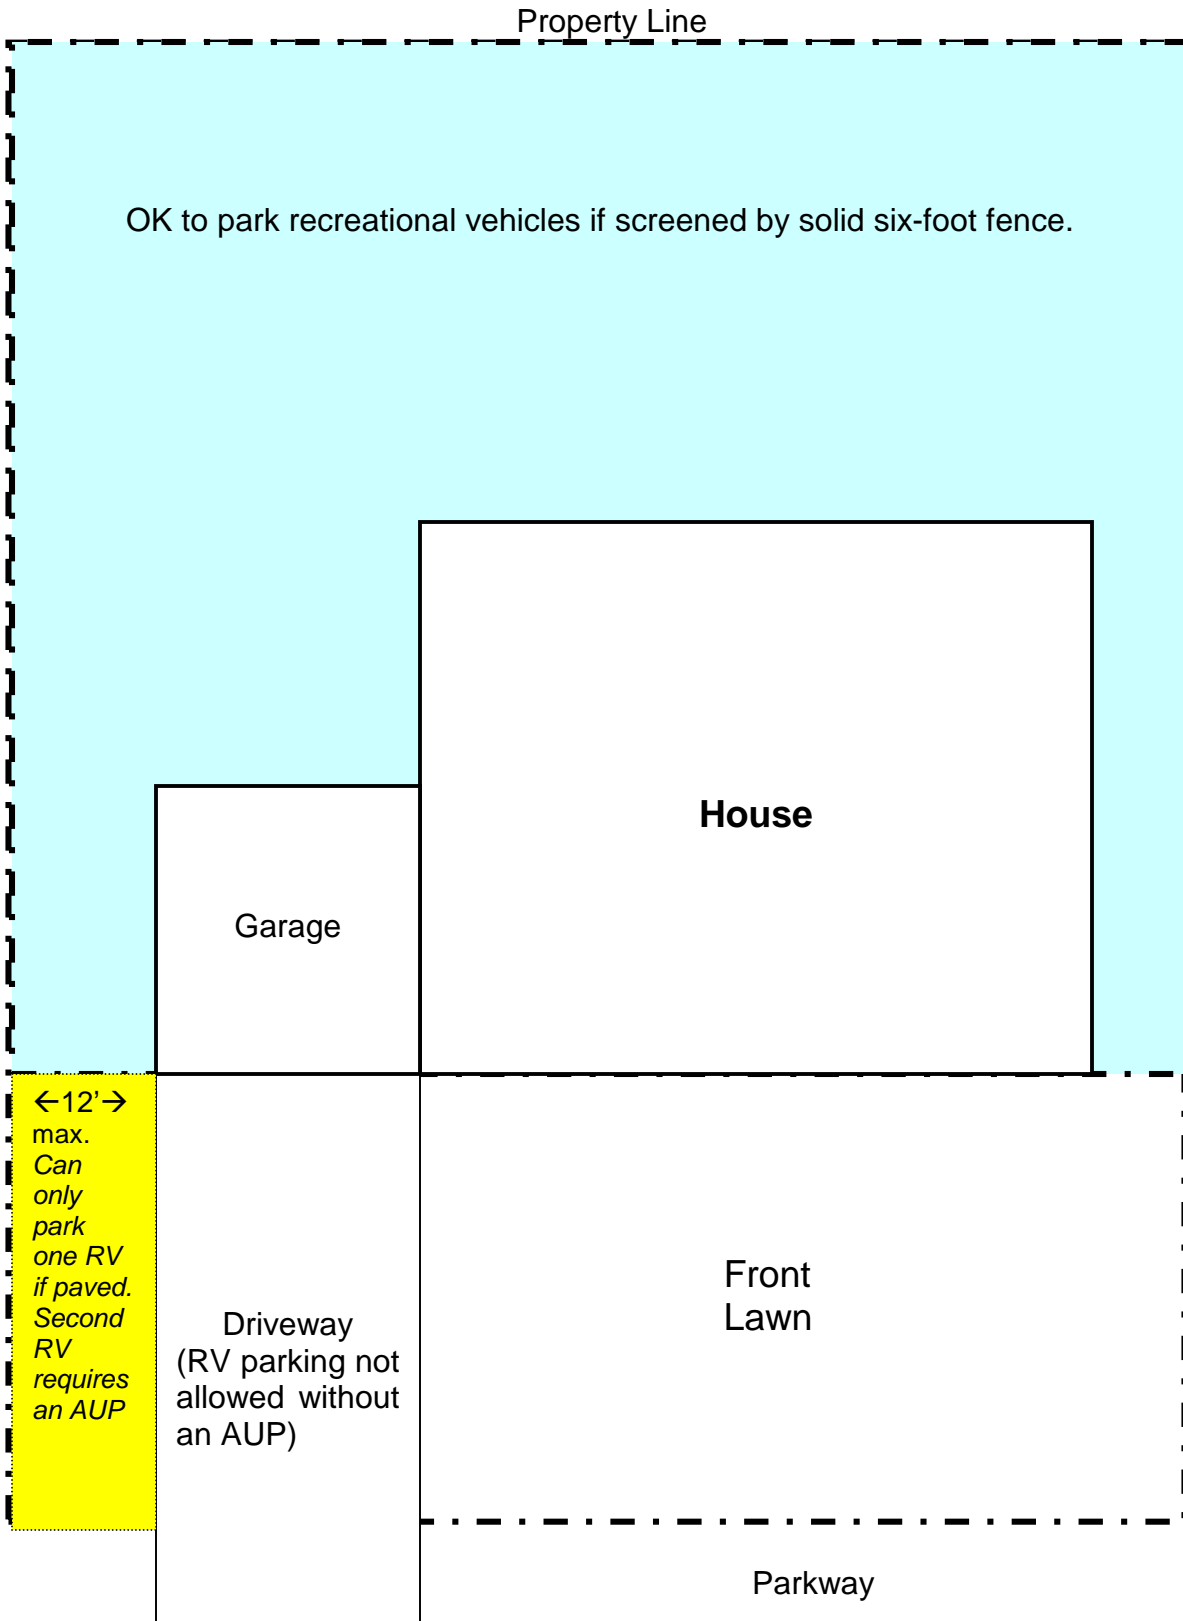 Property Line
OK to park recreational vehicles if screened by solid six-foot fence.
House
Garage
←12’→
max.
Can
only
park
one RV
if paved.
Second
RV
requires
an AUP
Driveway
(RV parking not
allowed without
an AUP)
Front
Lawn
Parkway